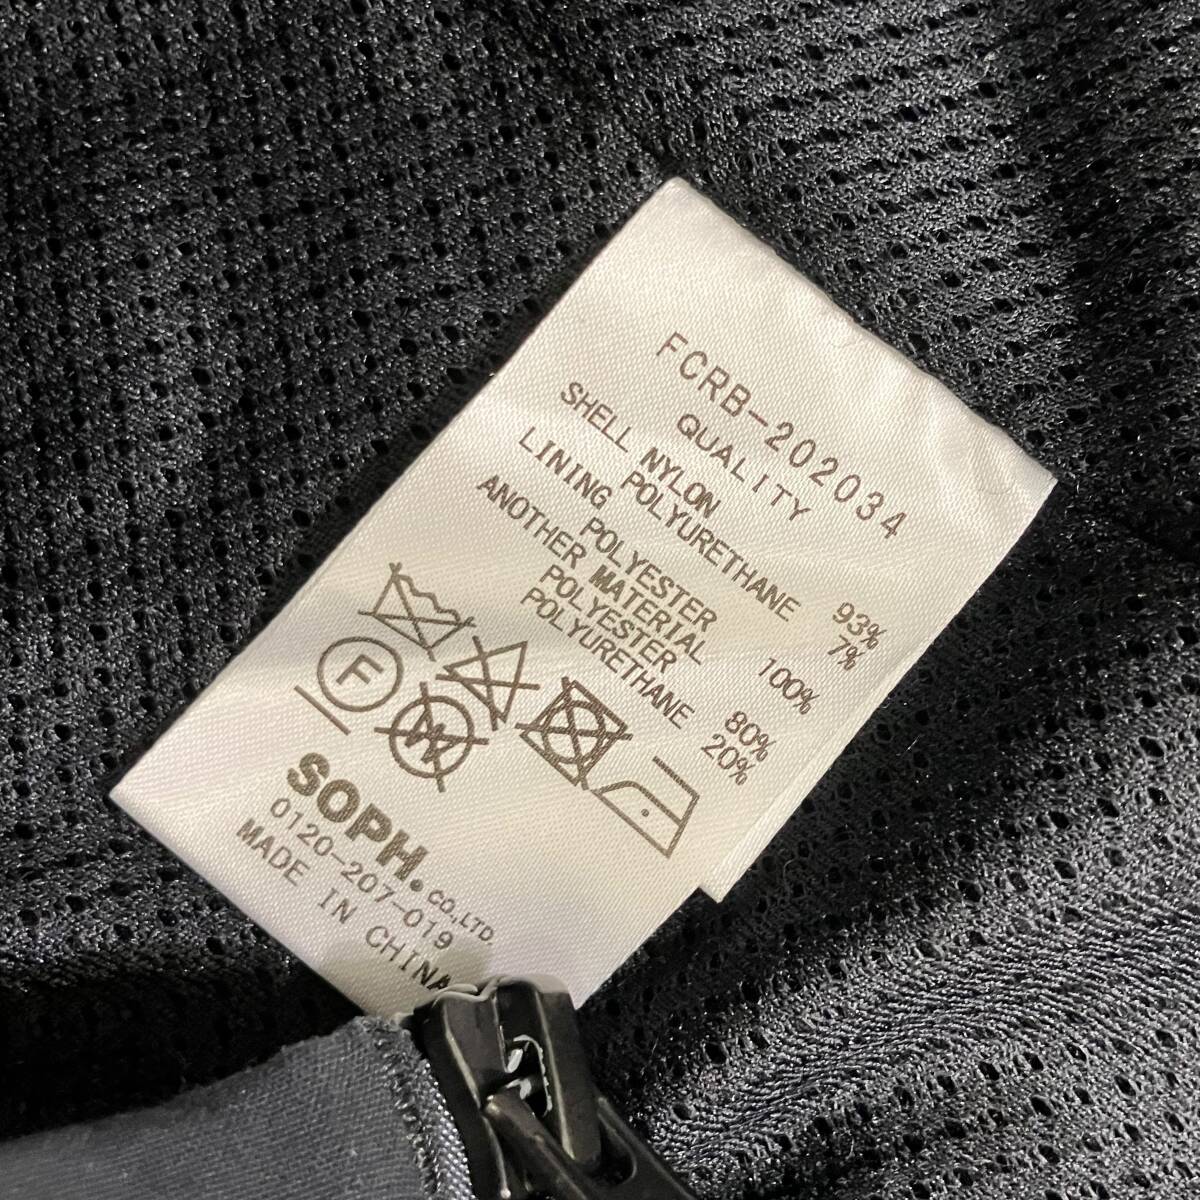 FCRB-202034
QUALITY
SHELL
NYLON 93%
POLYURETHANE 7%
LINING
POLYESTER 100%
ANOTHER MATERIAL
POLYESTER 80%
POLYURETHANE 20%
F W
SOPH. CO.,LTD.
0120-207-019
MADE IN CHINA